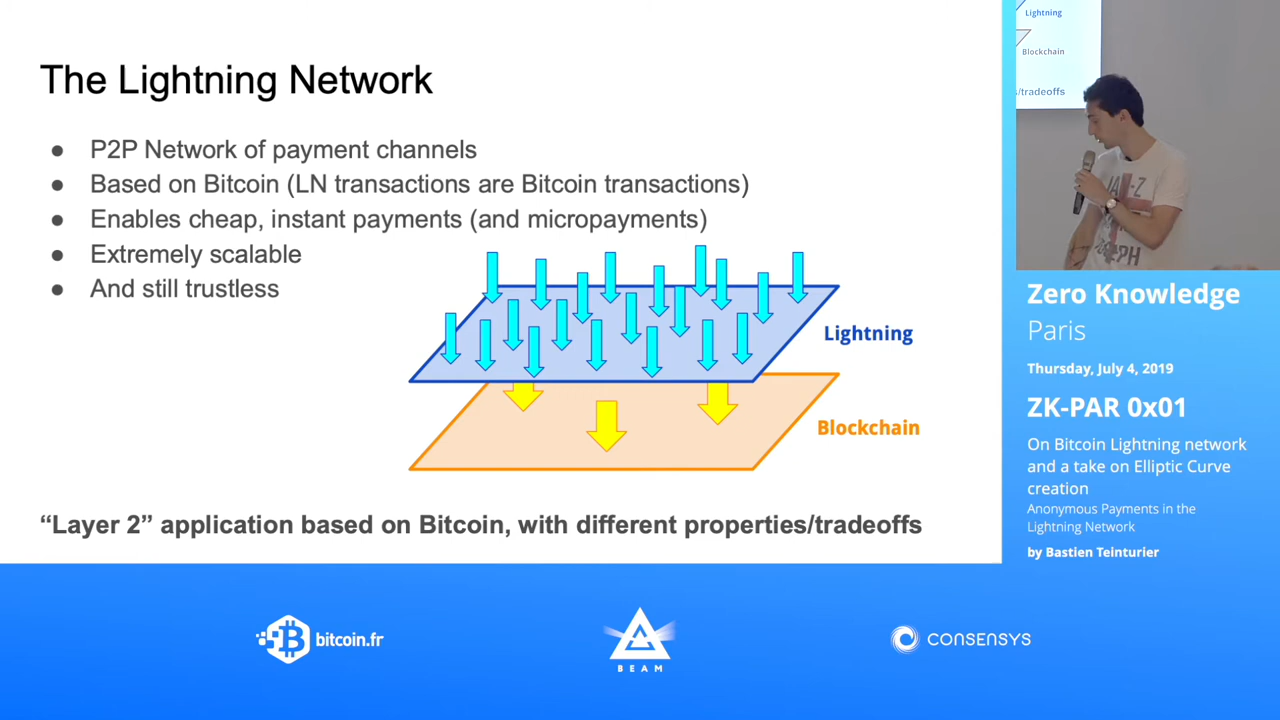 The Lightning Network
● P2P Network of payment channels
● Based on Bitcoin (LN transactions are Bitcoin transactions)
● Enables cheap, instant payments (and micropayments)
● Extremely scalable
● And still trustless
Lightning
Blockchain
“Layer 2” application based on Bitcoin, with different properties/tradeoffs
Lightning
Blockchain
s/tradeoffs
Zero Knowledge
Paris
Thursday, July 4, 2019
ZK-PAR 0x01
On Bitcoin Lightning network
and a take on Elliptic Curve
creation
Anonymous Payments in the
Lightning Network
by Bastien Teinturier
bitcoin.fr
BEAM
CONSENSYS